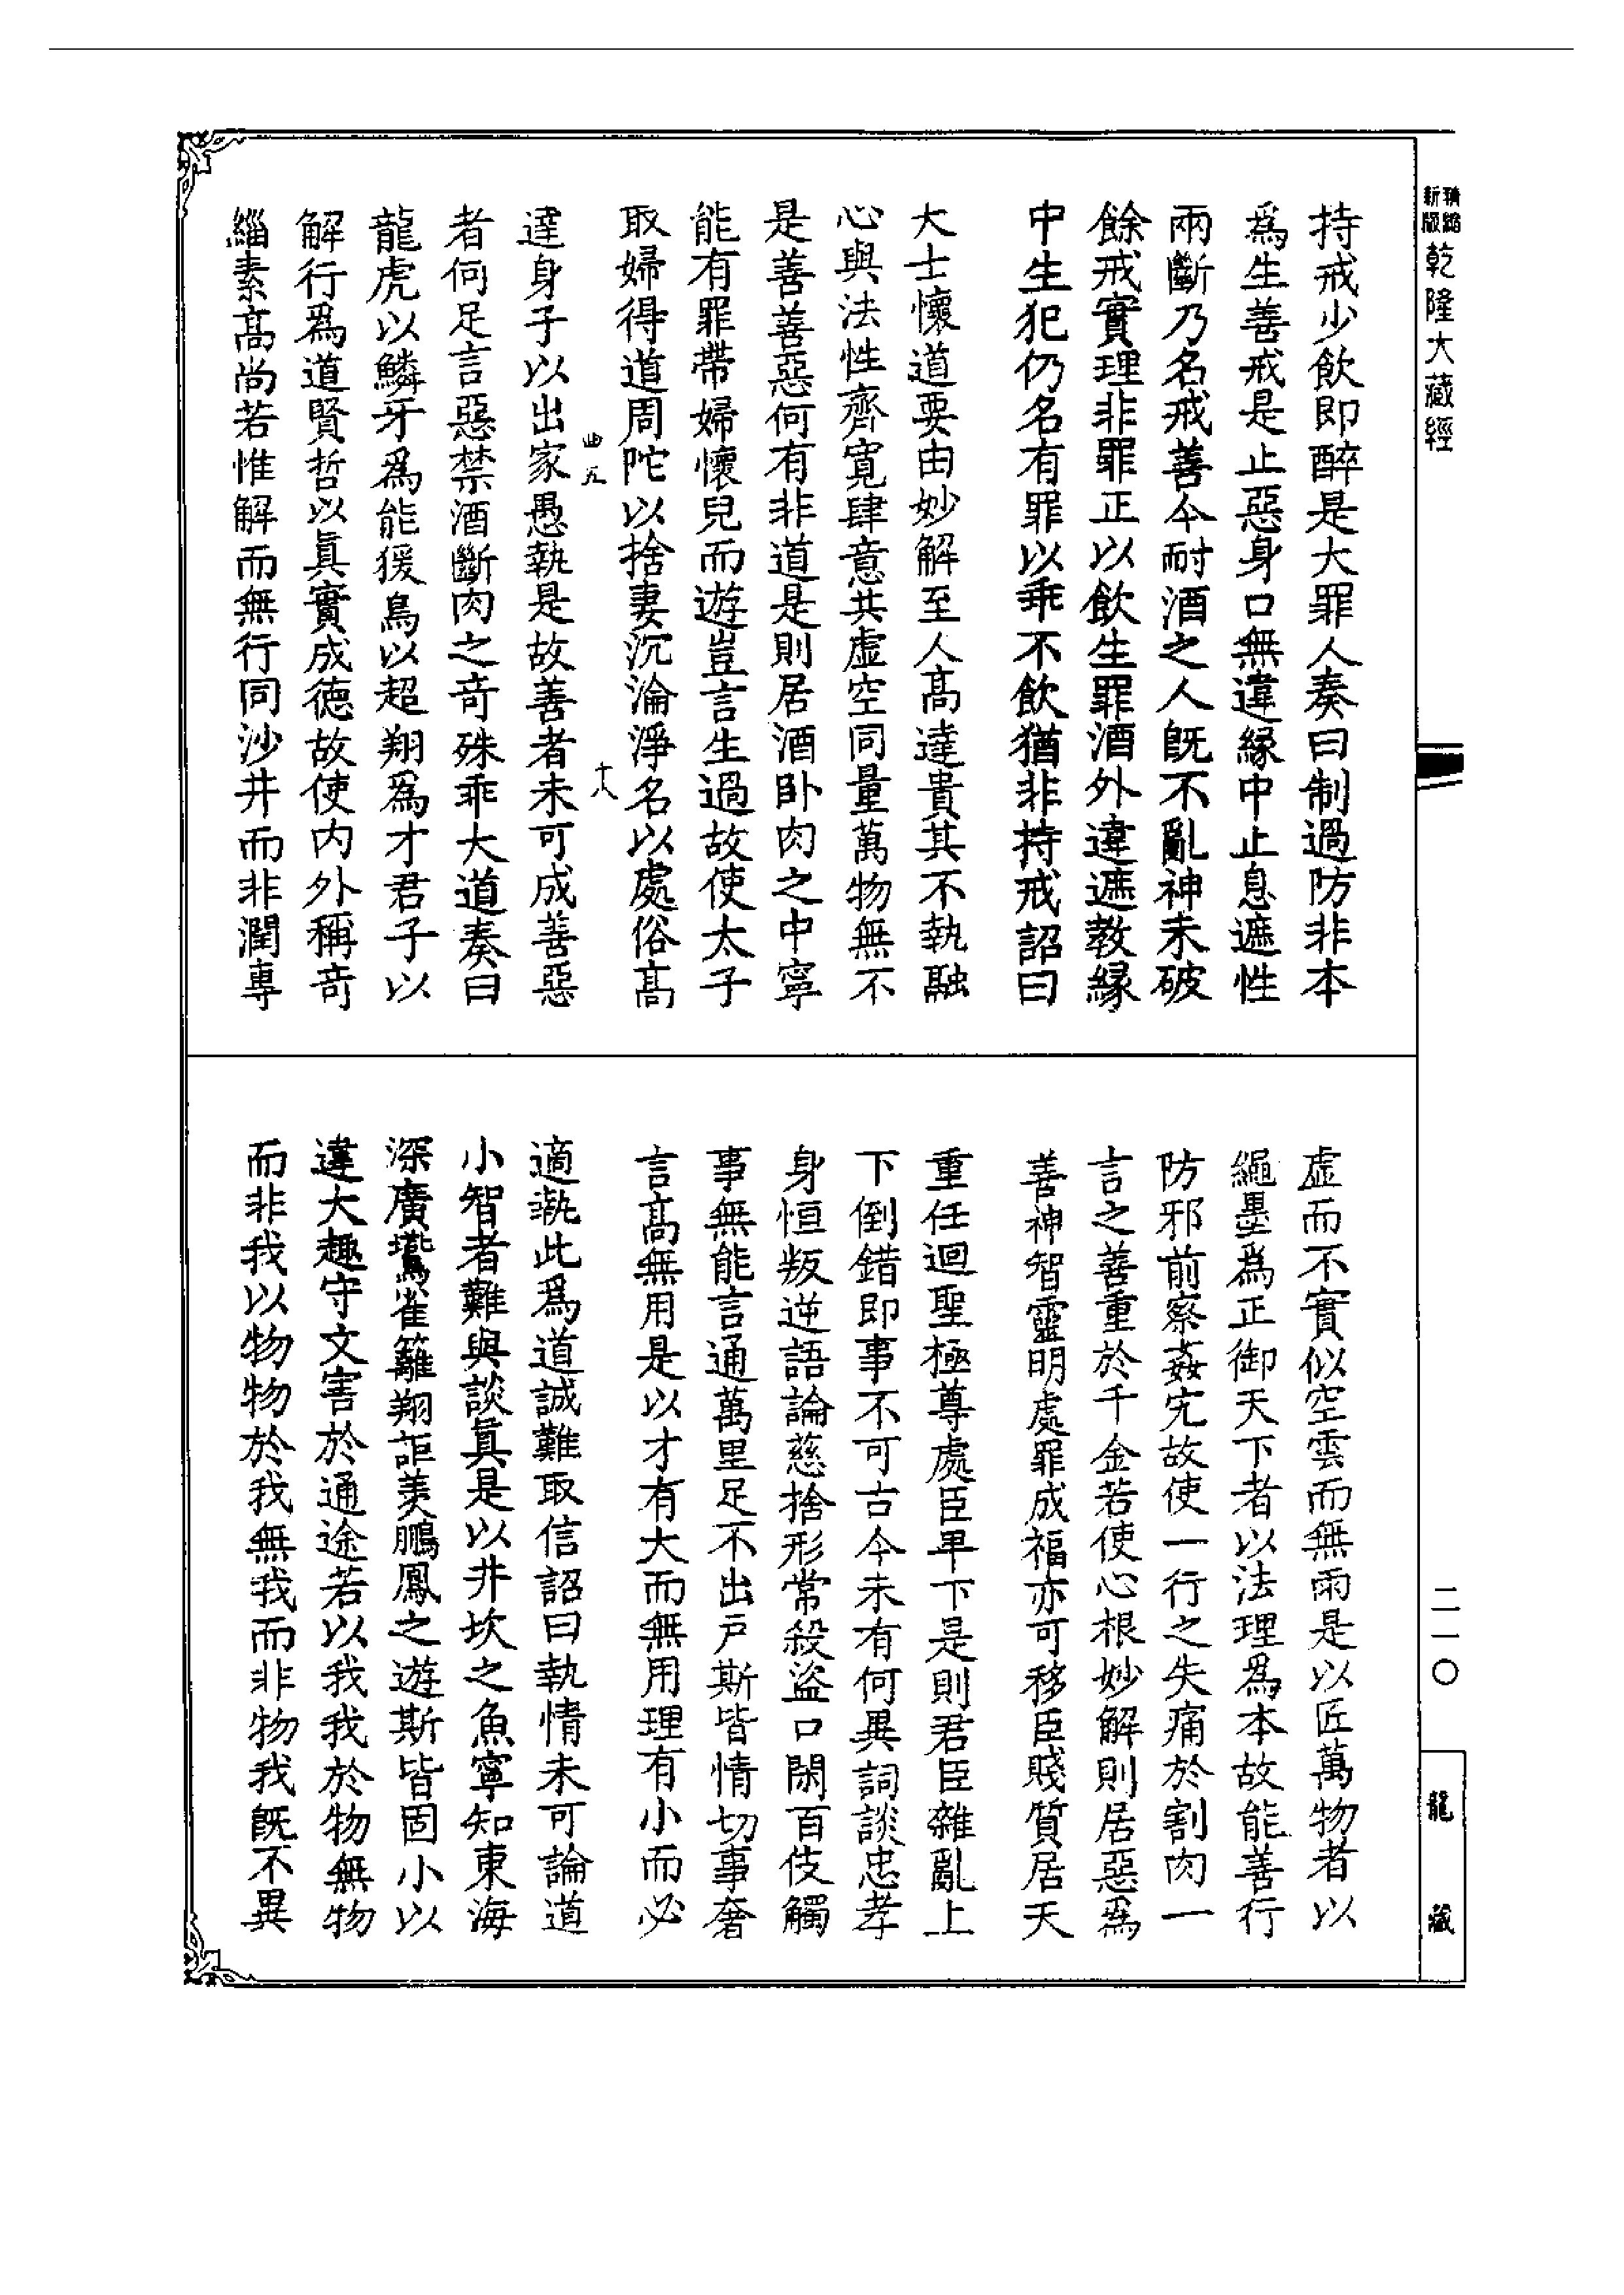 精縮新版乾隆大藏經
持戒少飲即醉是大罪人奏曰制過防非本
爲生善戒是止惡身口無違緣中止息遮性
兩斷乃名戒善今耐酒之人旣不亂神未破
餘戒實理非罪正以飲生罪酒外違遮教緣
中生犯仍名有罪以乖不飲猶非持戒詔曰
大士懷道要由妙解至人高達貴其不執融
心與法性齊寬肆意共虛空同量萬物無不
是善善惡何有非道是則居酒卧肉之中寧
能有罪帶婦懷兒而遊豈言生過故使太子
取婦得道周陀以捨妻沉淪淨名以處俗高
達身子以出家愚執是故善者未可成善惡
者何足言惡禁酒斷肉之奇殊乖大道奏曰
龍虎以鱗牙爲能猨鳥以超翔爲才君子以
解行爲道賢哲以眞實成德故使內外稱奇
緇素高尚若惟解而無行同沙井而非潤專
虛而不實似空雲而無雨是以匠萬物者以
繩墨爲正御天下者以法理爲本故能善行
防邪前察姦宄故使一行之失痛於割肉一
言之善重於千金若使心根妙解則居惡爲
善神智靈明處罪成福亦可移臣賤質居天
重任迴聖極尊處臣卑下是則君臣雜亂上
下倒錯即事不可古今未有何異詞談忠孝
身恒叛逆語論慈捨形常殺盜口閑百伎觸
事無能言通萬里足不出戶斯皆情切事奢
言高無用是以才有大而無用理有小而必
適執此爲道誠難取信詔曰執情未可論道
小智者難與談眞是以井坎之魚寧知東海
深廣鷃雀籬翔詎羨鵬鳳之遊斯皆固小以
違大趣守文害於通途若以我我於物無物
而非我以物物於我無我而非物我旣不異
二一〇
龍藏